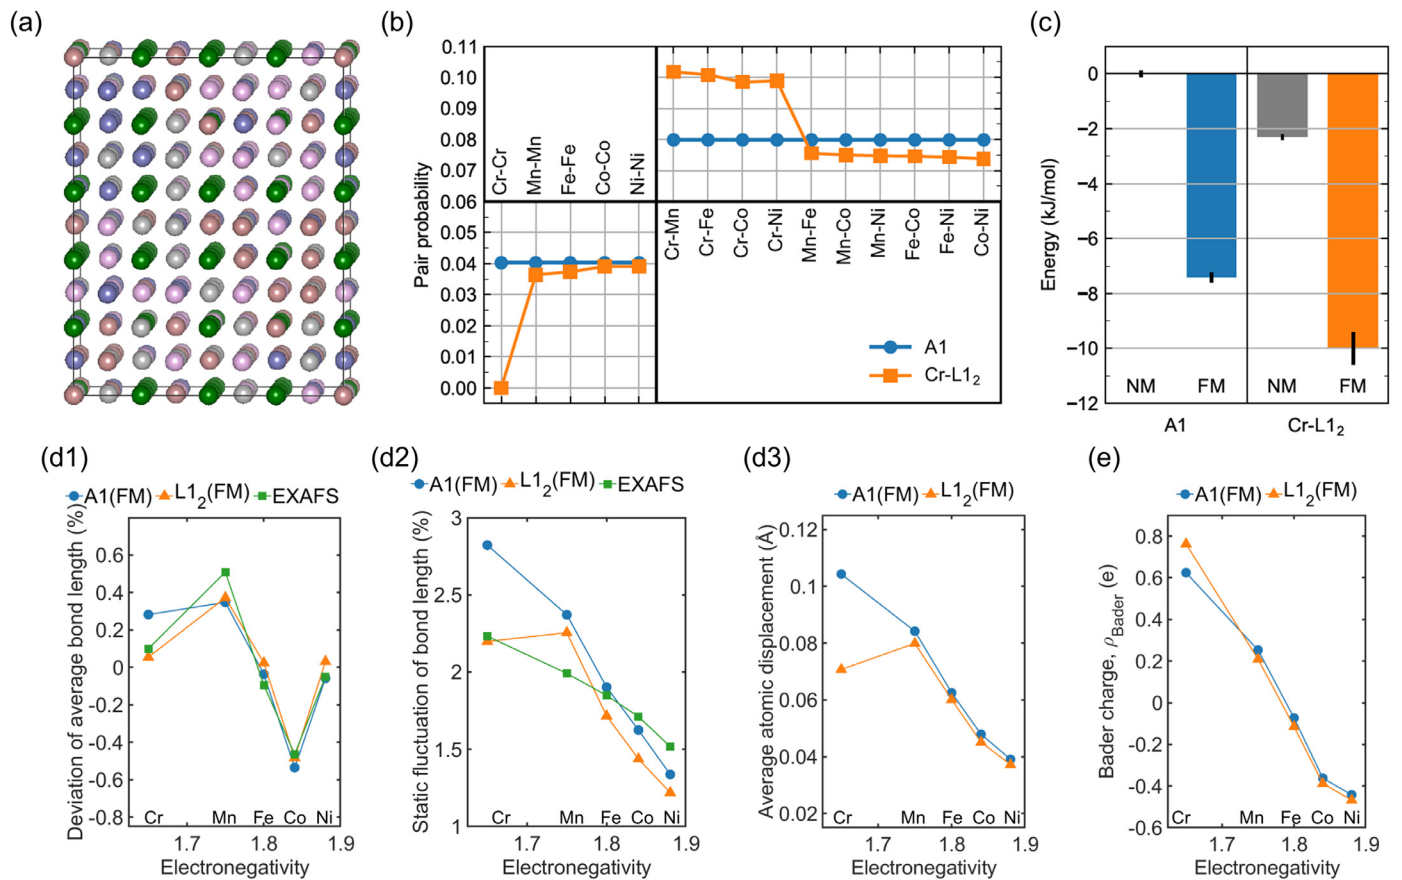 (a)
(b)
Pair probability
0.11
0.10
0.09
0.08
0.07
0.06
0.05
0.04
0.03
0.02
0.01
0.00
Cr-Cr
Mn-Mn
Fe-Fe
Co-Co
Ni-Ni
Cr-Mn
Cr-Fe
Cr-Co
Cr-Ni
Mn-Fe
Mn-Co
Mn-Ni
Fe-Co
Fe-Ni
Co-Ni
A1
Cr-L1₂
(c)
Energy (kJ/mol)
0
−2
−4
−6
−8
−10
−12
NM FM NM FM
A1 Cr-L1₂
(d1)
A1(FM) L1₂(FM) EXAFS
Deviation of average bond length (%)
0.6
0.4
0.2
0
-0.2
-0.4
-0.6
-0.8
Cr Mn Fe Co Ni
1.7 1.8 1.9
Electronegativity
(d2)
A1(FM) L1₂(FM) EXAFS
Static fluctuation of bond length (%)
3
2.5
2
1.5
1
Cr Mn Fe Co Ni
1.7 1.8 1.9
Electronegativity
(d3)
A1(FM) L1₂(FM)
Average atomic displacement (Å)
0.12
0.1
0.08
0.06
0.04
0.02
Cr Mn Fe Co Ni
1.7 1.8 1.9
Electronegativity
(e)
A1(FM) L1₂(FM)
Bader charge, ρ_Bader (e)
0.8
0.6
0.4
0.2
0
-0.2
-0.4
-0.6
Cr Mn Fe Co Ni
1.7 1.8 1.9
Electronegativity